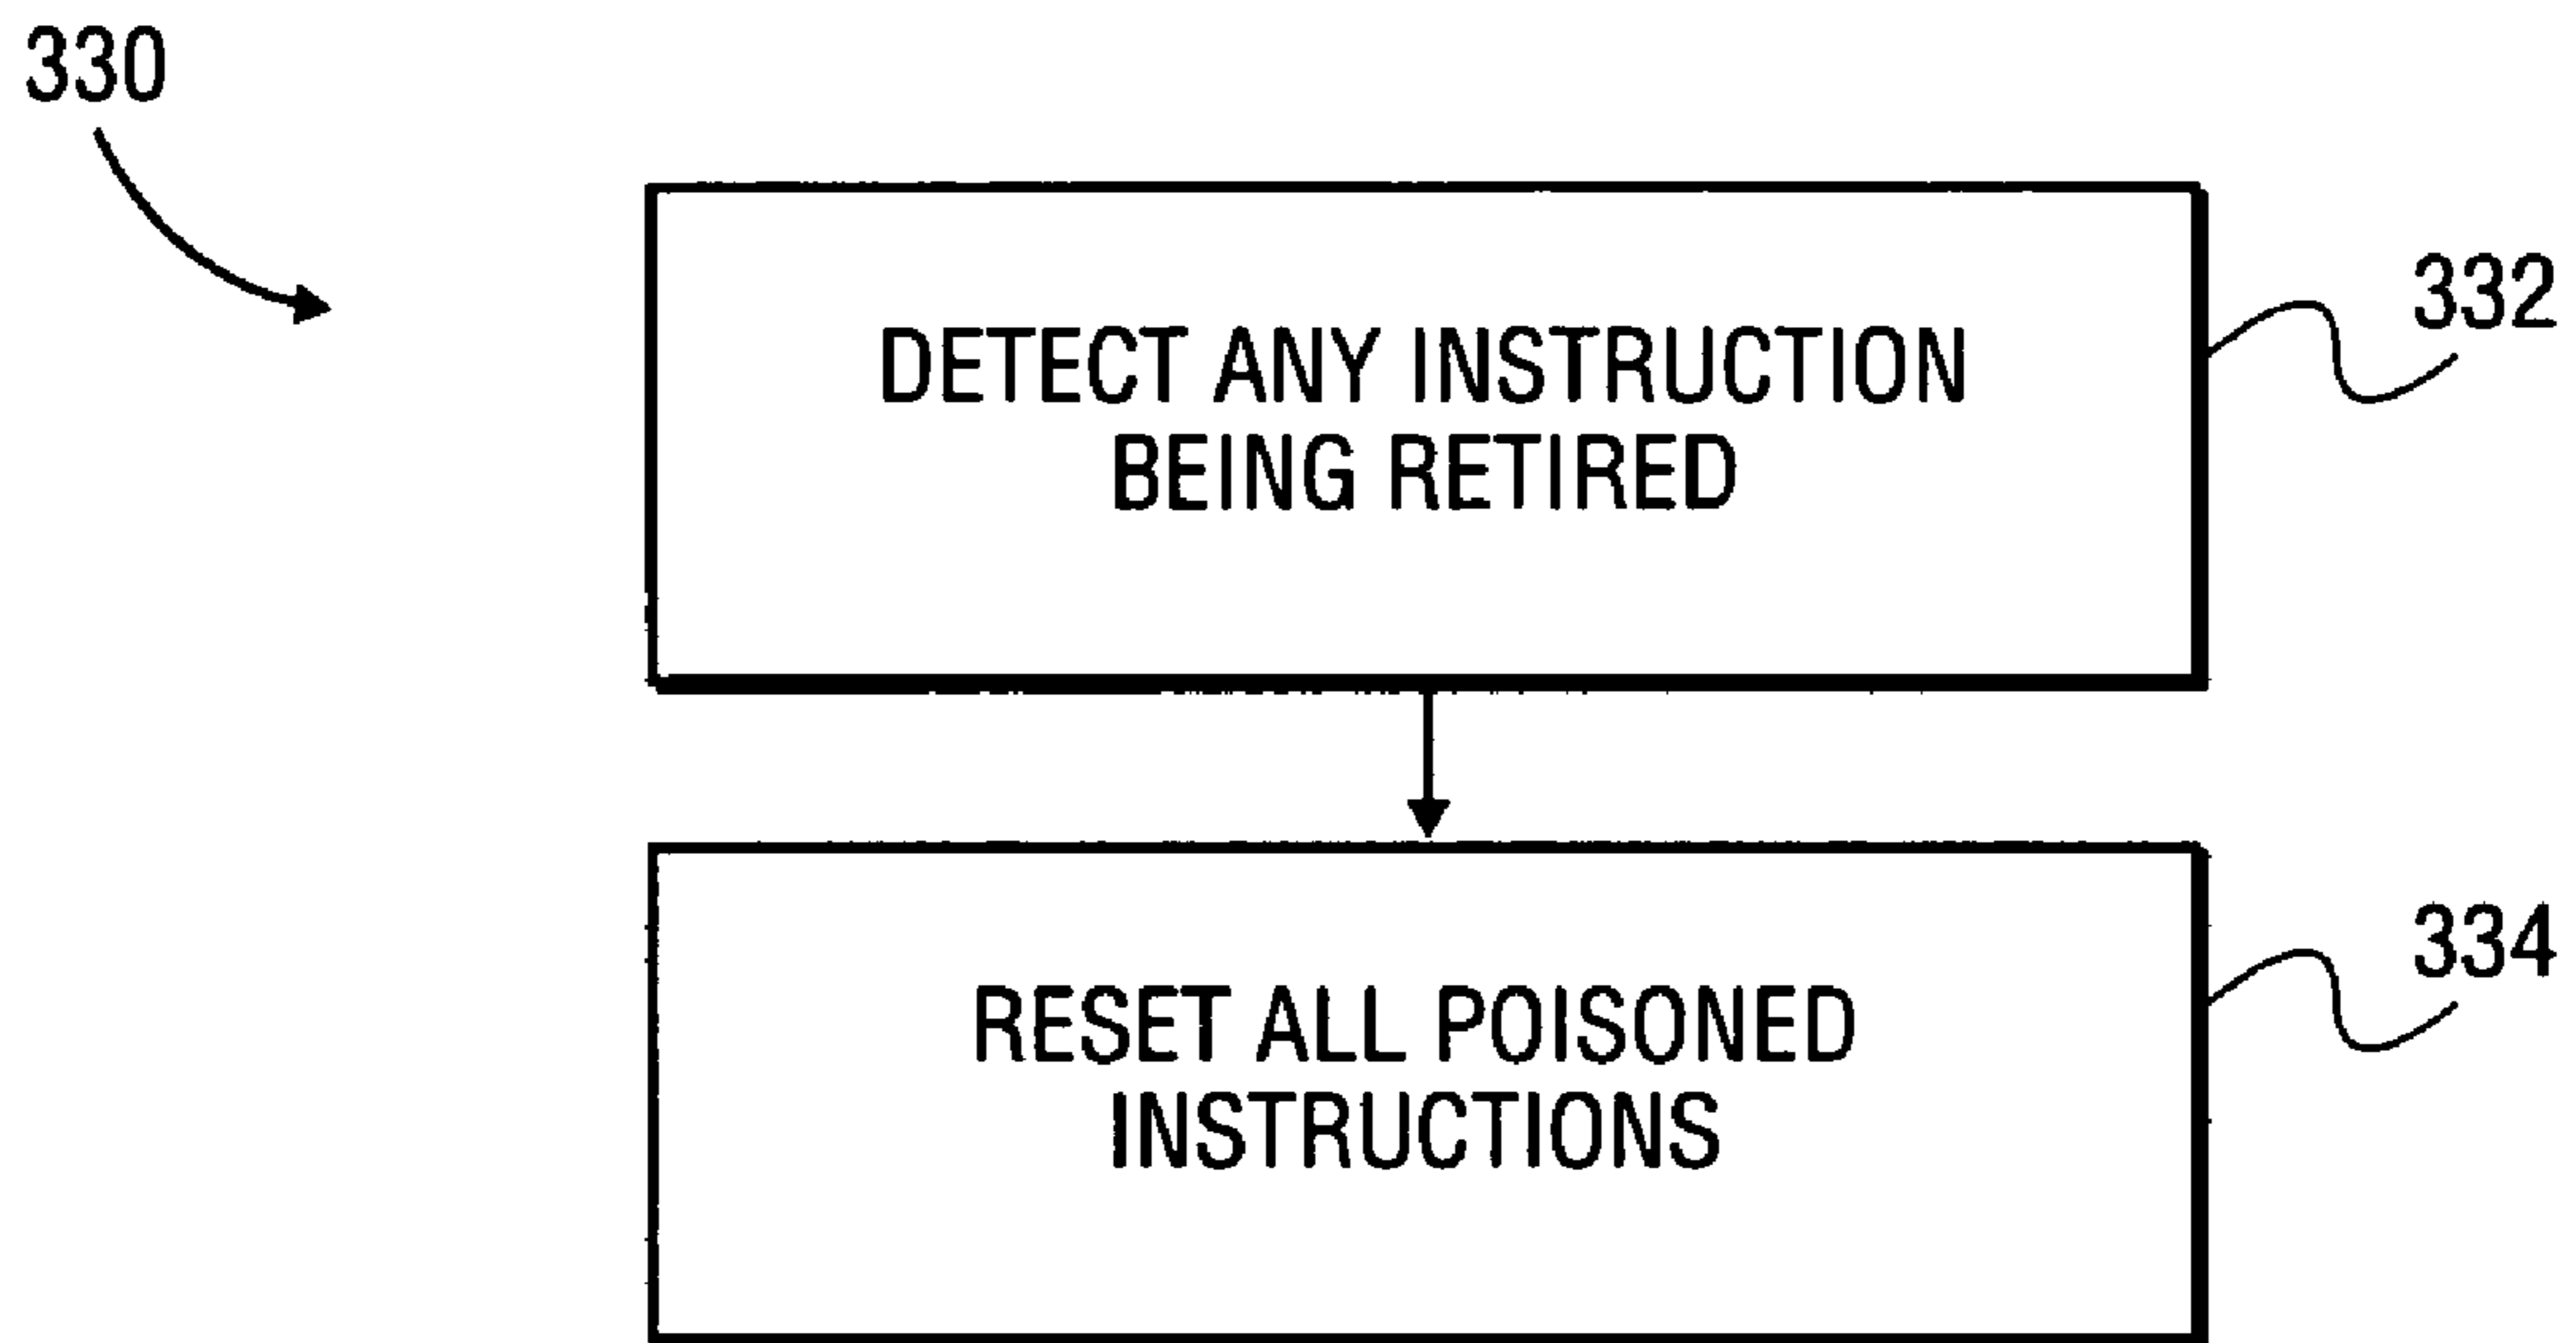 330
DETECT ANY INSTRUCTION
BEING RETIRED
332
RESET ALL POISONED
INSTRUCTIONS
334